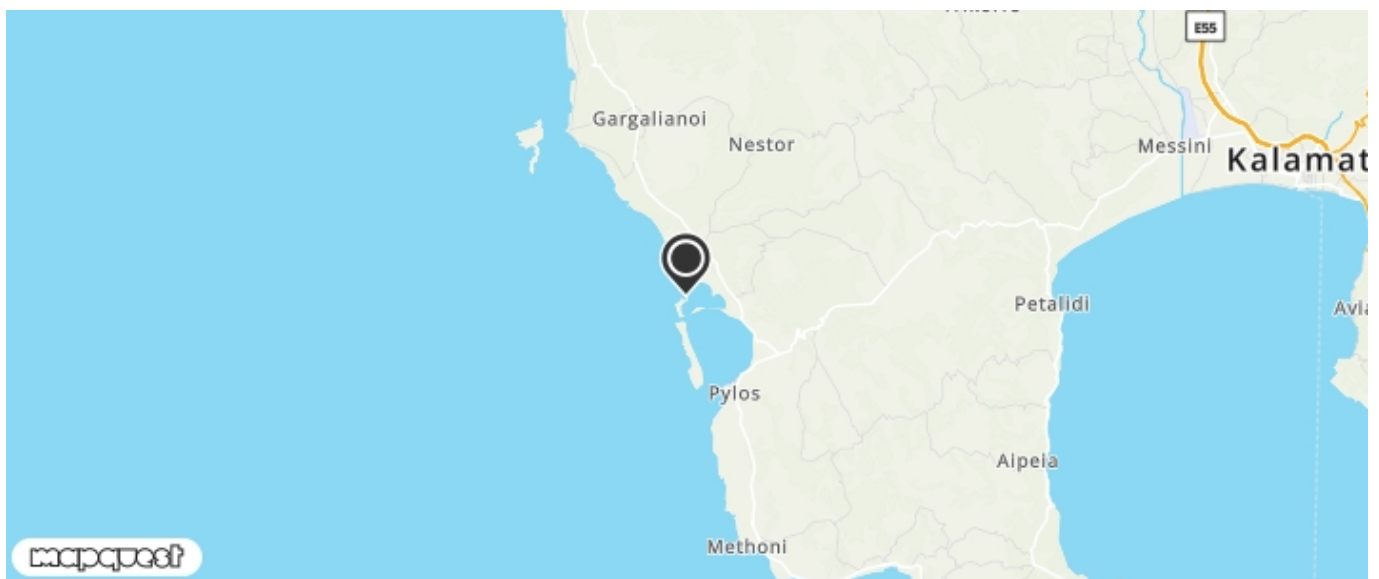 E55
Gargalianoi
Nestor
Messini
Kalamat
Petalidi
Avia
Pylos
Aipeia
Methoni
mapquest